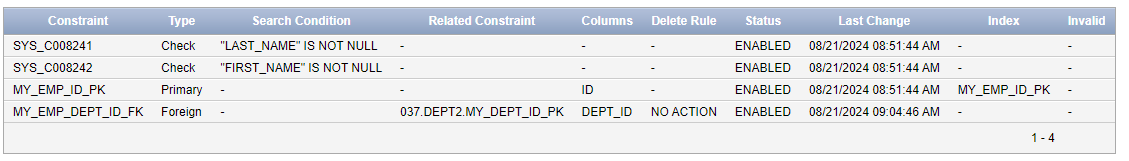 Constraint Type Search Condition Related Constraint Columns Delete Rule Status Last Change Index Invalid
SYS_C008241 Check "LAST_NAME" IS NOT NULL - - - ENABLED 08/21/2024 08:51:44 AM - -
SYS_C008242 Check "FIRST_NAME" IS NOT NULL - - - ENABLED 08/21/2024 08:51:44 AM - -
MY_EMP_ID_PK Primary - - ID - ENABLED 08/21/2024 08:51:44 AM MY_EMP_ID_PK -
MY_EMP_DEPT_ID_FK Foreign - 037.DEPT2.MY_DEPT_ID_PK DEPT_ID NO ACTION ENABLED 08/21/2024 09:04:46 AM - -
1 - 4